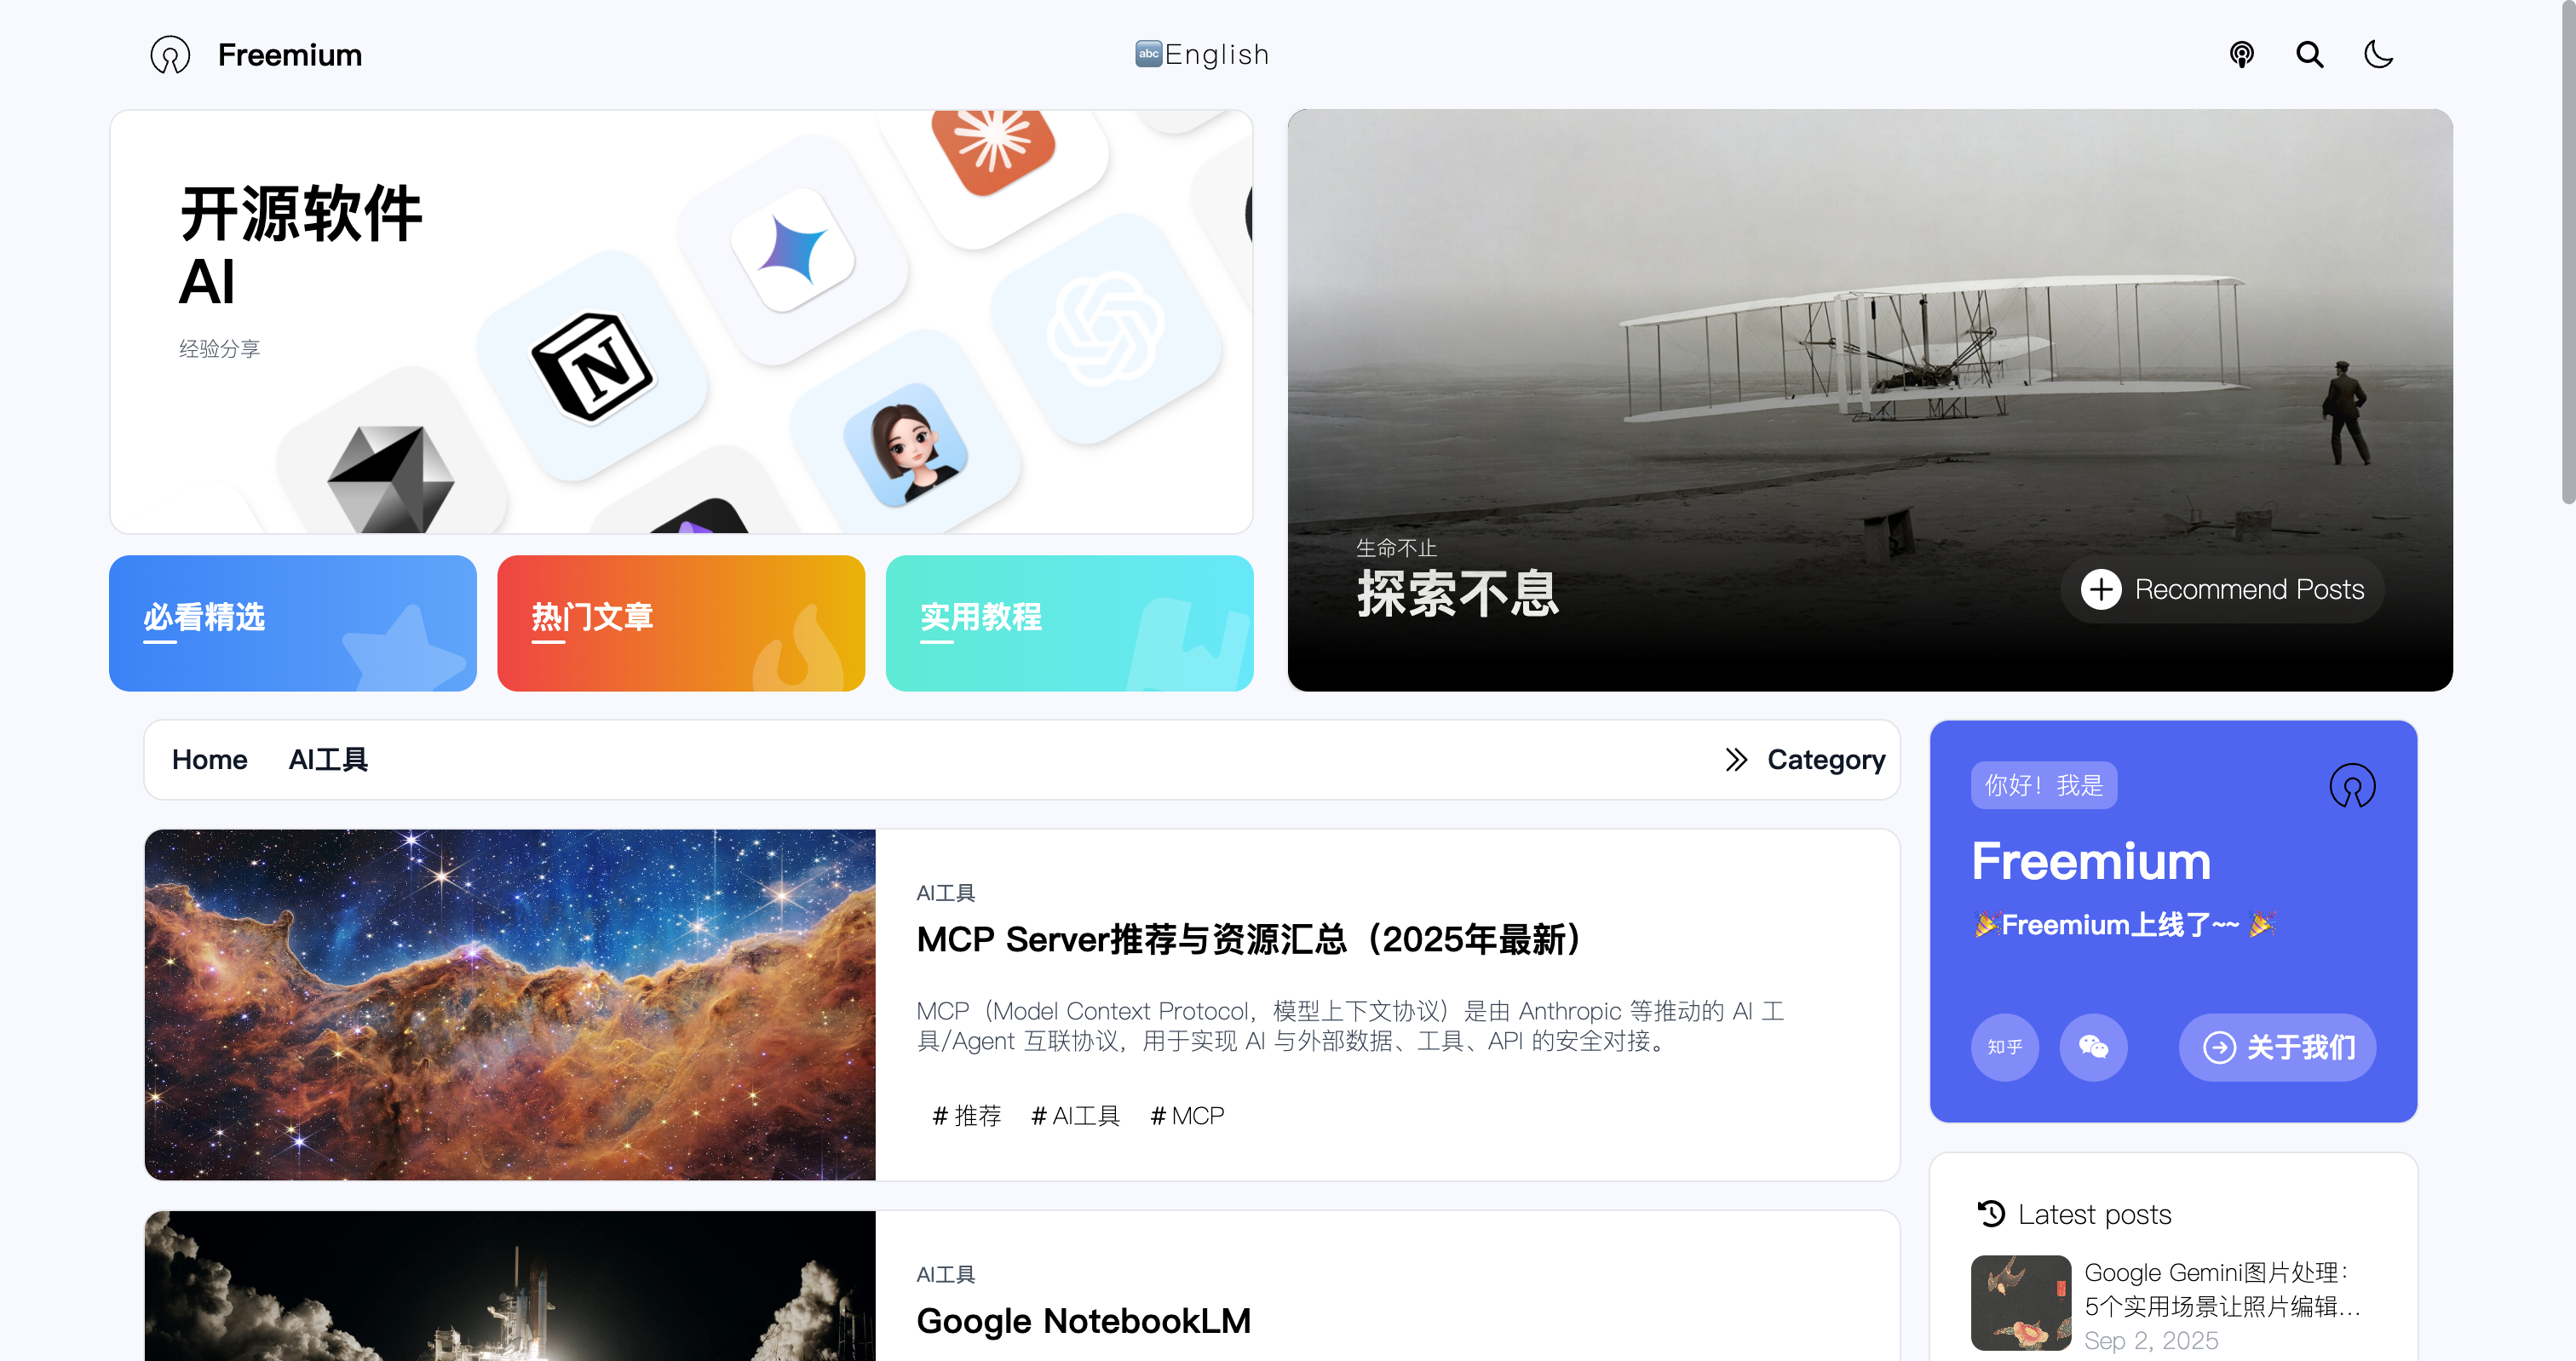 Freemium
abc English
开源软件
AI
经验分享
N
生命不止
探索不息
Recommend Posts
必看精选
热门文章
实用教程
Home
AI工具
Category
AI工具
MCP Server推荐与资源汇总（2025年最新）
MCP（Model Context Protocol，模型上下文协议）是由 Anthropic 等推动的 AI 工
具/Agent 互联协议，用于实现 AI 与外部数据、工具、API 的安全对接。
# 推荐
# AI工具
# MCP
AI工具
Google NotebookLM
你好！我是
Freemium
🎉Freemium上线了~~ 🎉
知乎
关于我们
Latest posts
Google Gemini图片处理：
5个实用场景让照片编辑...
Sep 2, 2025